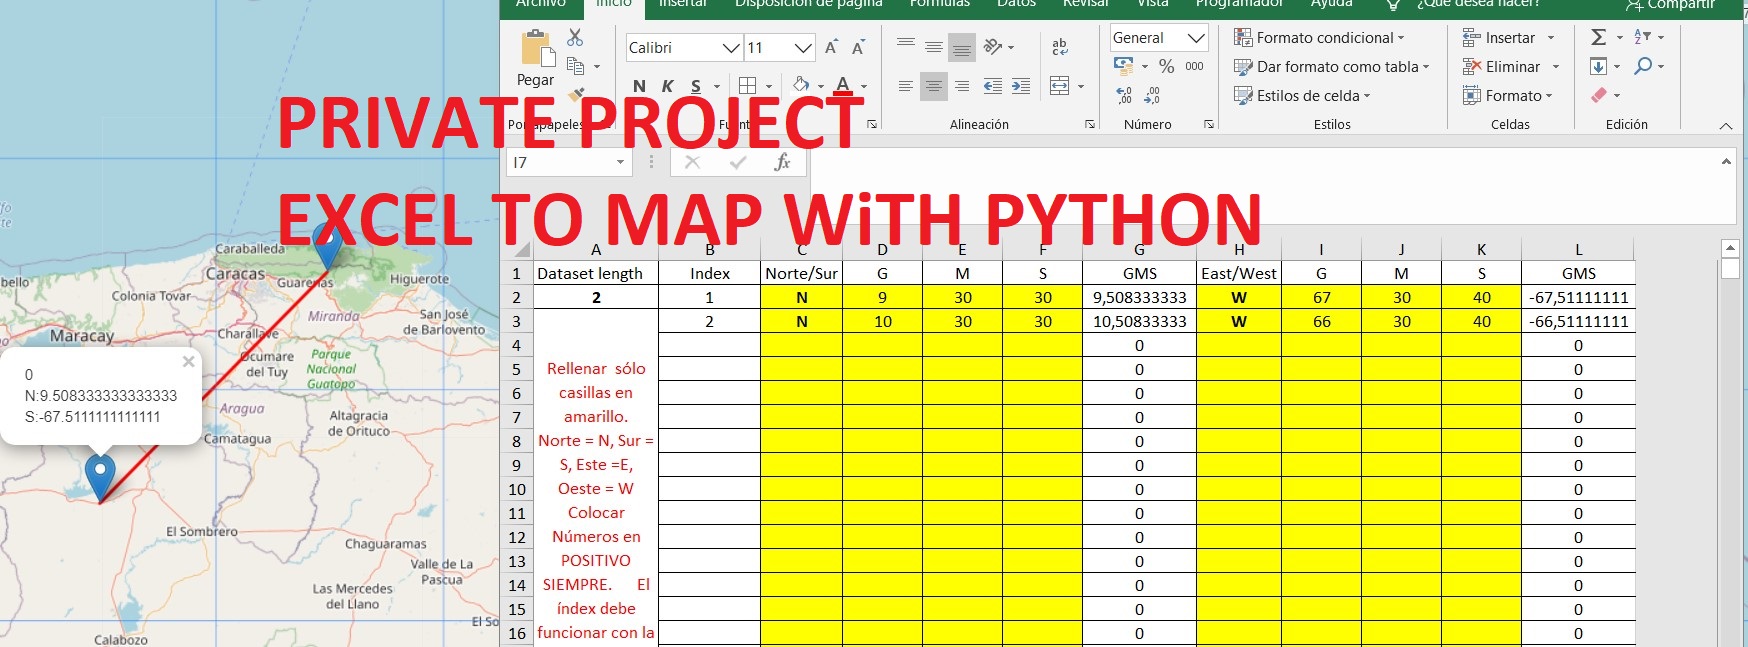 Archivo Inicio Insertar Disposición de página Fórmulas Datos Revisar Vista Programador Ayuda ¿Qué desea hacer? Compartir
Pegar
Calibri 11
N K S
ab
General
% 000
Formato condicional
Dar formato como tabla
Estilos de celda
Insertar
Eliminar
Formato
Portapapeles Fuente Alineación Número Estilos Celdas Edición
PRIVATE PROJECT
EXCEL TO MAP WiTH PYTHON
I7 fx
A B C D E F G H I J K L
1 Dataset length Index Norte/Sur G M S GMS East/West G M S GMS
2 2 1 N 9 30 30 9,508333333 W 67 30 40 -67,51111111
3 2 N 10 30 30 10,50833333 W 66 30 40 -66,51111111
4 0 0
5 Rellenar sólo 0 0
6 casillas en 0 0
7 amarillo. 0 0
8 Norte = N, Sur = 0 0
9 S, Este =E, 0 0
10 Oeste = W 0 0
11 Colocar 0 0
12 Números en 0 0
13 POSITIVO 0 0
14 SIEMPRE. El 0 0
15 índex debe 0 0
16 funcionar con la 0 0
Caraballeda
Caracas
Guarenas
Higuerote
bello
Colonia Tovar
Miranda
San José
de Barlovento
Maracay
Charallave
Ocumare
del Tuy
Parque
Nacional
Guatopo
0
N:9.508333333333333
S:-67.5111111111111
Aragua
Altagracia
de Orituco
Camatagua
El Sombrero
Chaguaramas
Valle de La
Pascua
Las Mercedes
del Llano
El So
Calabozo